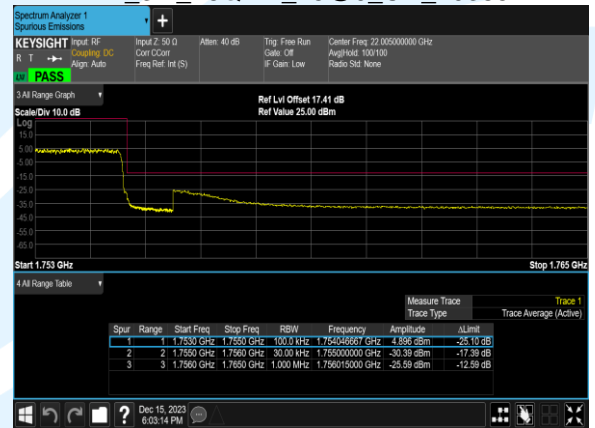 Spectrum Analyzer 1
Spurious Emissions
KEYSIGHT Input: RF
R T Coupling: DC
Align: Auto
Input Z: 50 Ω
Corr CCorr
Freq Ref: Int (S)
Atten: 40 dB
Trig: Free Run
Gate: Off
IF Gain: Low
Center Freq: 22.005000000 GHz
Avg|Hold: 100/100
Radio Std: None
PASS
3 All Range Graph
Scale/Div 10.0 dB
Ref Lvl Offset 17.41 dB
Ref Value 25.00 dBm
Log
15.0
5.00
-5.00
-15.0
-25.0
-35.0
-45.0
-55.0
-65.0
Start 1.753 GHz
Stop 1.765 GHz
4 All Range Table
Measure Trace Trace 1
Trace Type Trace Average (Active)
Spur Range Start Freq Stop Freq RBW Frequency Amplitude ΔLimit
1 1 1.7530 GHz 1.7550 GHz 100.0 kHz 1.754046667 GHz 4.896 dBm -25.10 dB
2 2 1.7550 GHz 1.7560 GHz 30.00 kHz 1.755000000 GHz -30.39 dBm -17.39 dB
3 3 1.7560 GHz 1.7650 GHz 1.000 MHz 1.756015000 GHz -25.59 dBm -12.59 dB
?
Dec 15, 2023
6:03:14 PM